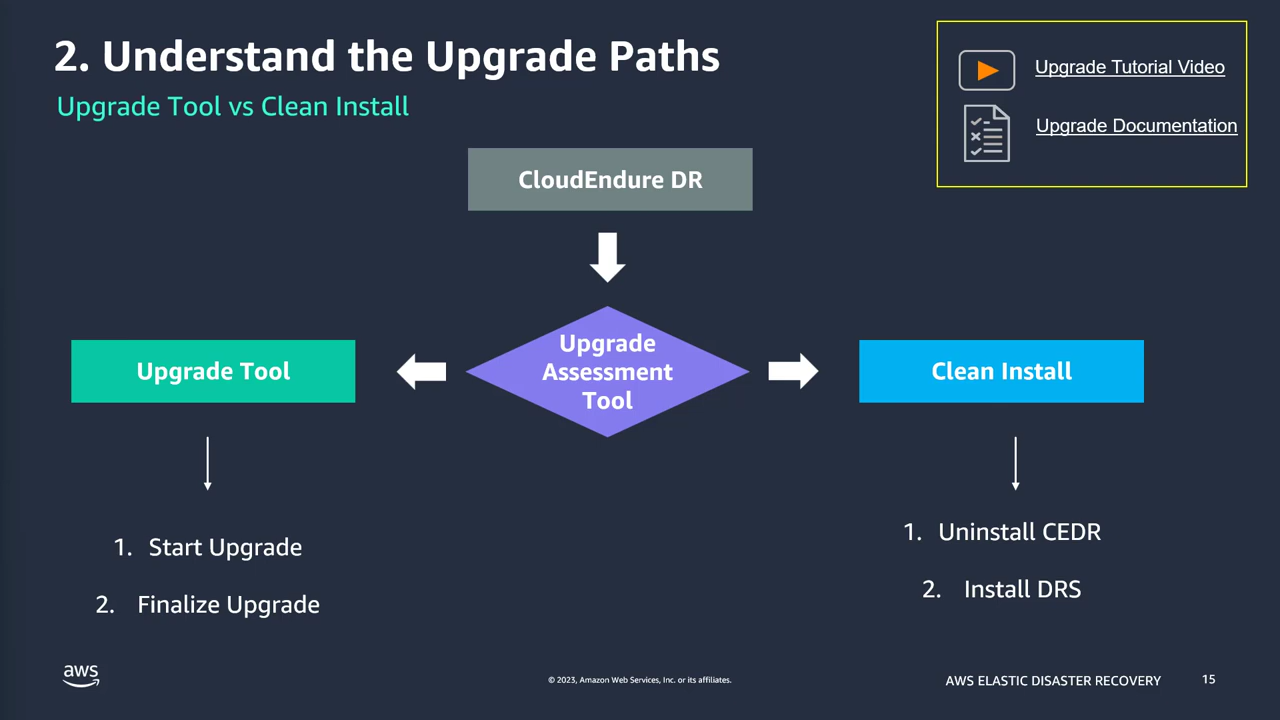 2. Understand the Upgrade Paths
Upgrade Tool vs Clean Install
Upgrade Tutorial Video
Upgrade Documentation
CloudEndure DR
Upgrade
Assessment
Tool
Upgrade Tool
Clean Install
1. Start Upgrade
2. Finalize Upgrade
1. Uninstall CEDR
2. Install DRS
aws
© 2023, Amazon Web Services, Inc. or its affiliates.
AWS ELASTIC DISASTER RECOVERY
15